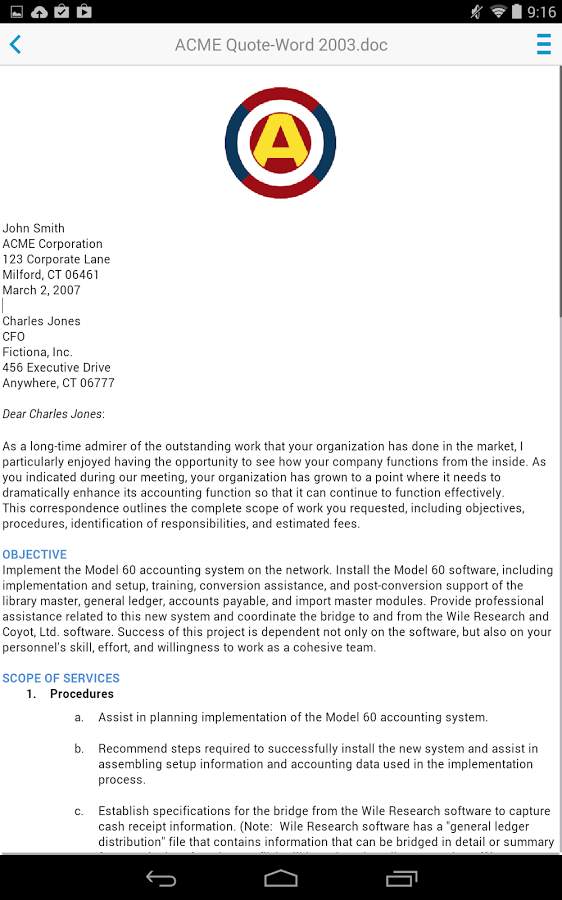 9:16
ACME Quote-Word 2003.doc
A
John Smith
ACME Corporation
123 Corporate Lane
Milford, CT 06461
March 2, 2007
Charles Jones
CFO
Fictiona, Inc.
456 Executive Drive
Anywhere, CT 06777
Dear Charles Jones:
As a long-time admirer of the outstanding work that your organization has done in the market, I
particularly enjoyed having the opportunity to see how your company functions from the inside. As
you indicated during our meeting, your organization has grown to a point where it needs to
dramatically enhance its accounting function so that it can continue to function effectively.
This correspondence outlines the complete scope of work you requested, including objectives,
procedures, identification of responsibilities, and estimated fees.
OBJECTIVE
Implement the Model 60 accounting system on the network. Install the Model 60 software, including
implementation and setup, training, conversion assistance, and post-conversion support of the
library master, general ledger, accounts payable, and import master modules. Provide professional
assistance related to this new system and coordinate the bridge to and from the Wile Research and
Coyot, Ltd. software. Success of this project is dependent not only on the software, but also on your
personnel's skill, effort, and willingness to work as a cohesive team.
SCOPE OF SERVICES
1. Procedures
a. Assist in planning implementation of the Model 60 accounting system.
b. Recommend steps required to successfully install the new system and assist in
assembling setup information and accounting data used in the implementation
process.
c. Establish specifications for the bridge from the Wile Research software to capture
cash receipt information. (Note: Wile Research software has a "general ledger
distribution" file that contains information that can be bridged in detail or summary